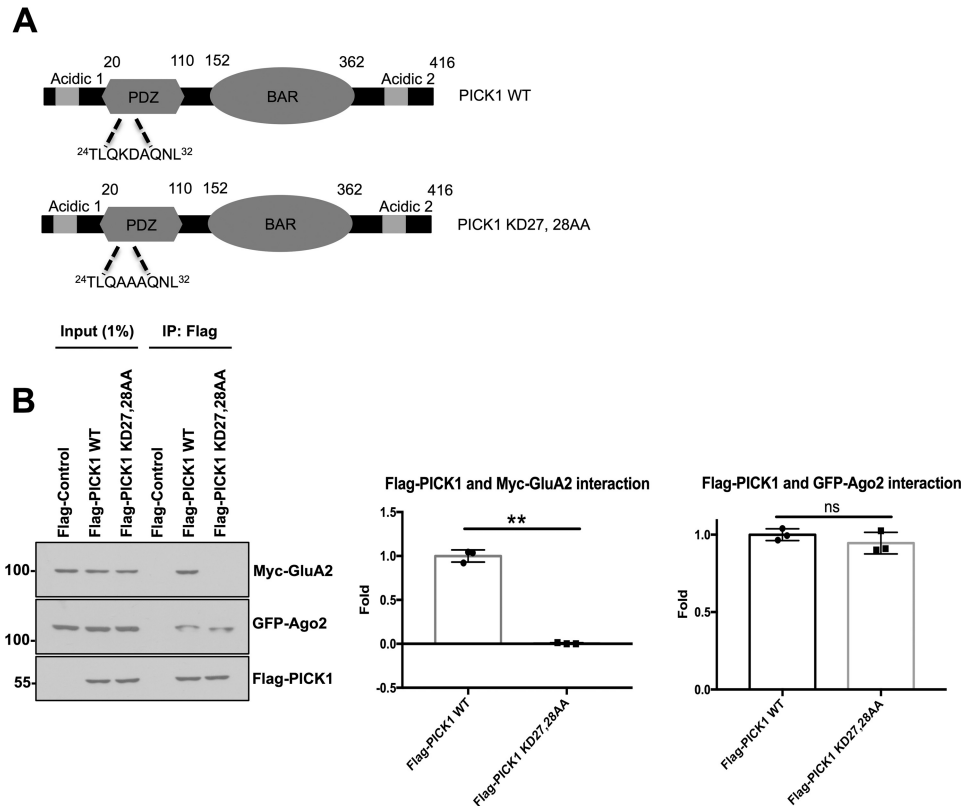 A
20 110 152 362 416
Acidic 1 Acidic 2
PDZ BAR PICK1 WT
²⁴TLQKDAQNL³²
20 110 152 362 416
Acidic 1 Acidic 2
PDZ BAR PICK1 KD27, 28AA
²⁴TLQAAAQNL³²
B
Input (1%) IP: Flag
Flag-Control
Flag-PICK1 WT
Flag-PICK1 KD27,28AA
Flag-Control
Flag-PICK1 WT
Flag-PICK1 KD27,28AA
100- Myc-GluA2
100- GFP-Ago2
55- Flag-PICK1
Flag-PICK1 and Myc-GluA2 interaction
**
Fold
1.5
1.0
0.5
0.0
-0.5
Flag-PICK1 WT
Flag-PICK1 KD27,28AA
Flag-PICK1 and GFP-Ago2 interaction
ns
Fold
1.0
0.5
0.0
Flag-PICK1 WT
Flag-PICK1 KD27,28AA